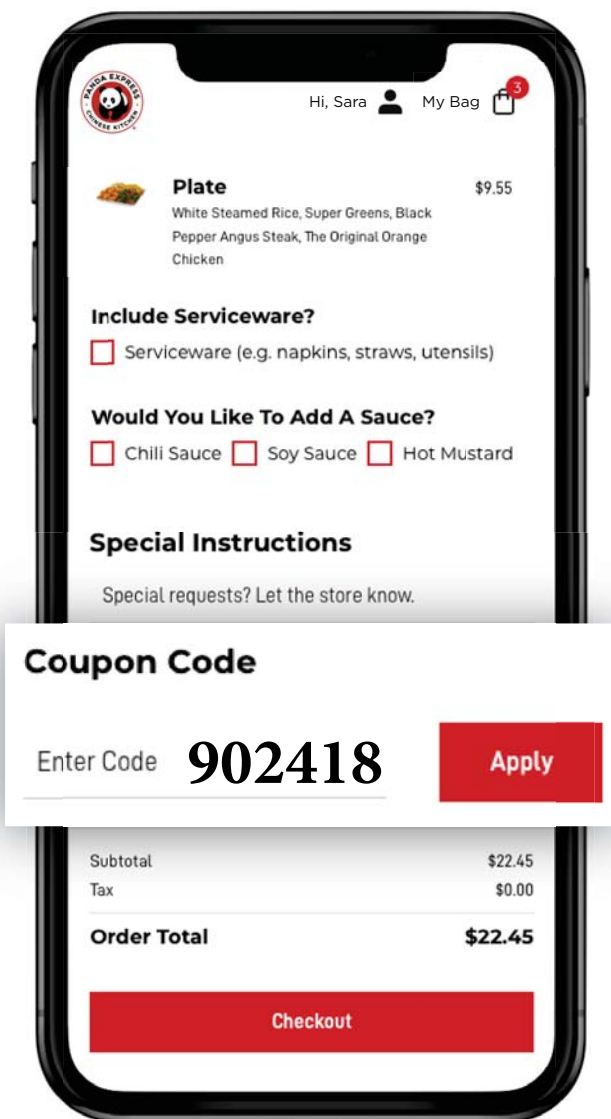 PANDA EXPRESS
CHINESE KITCHEN
Hi, Sara My Bag 3
Plate $9.55
White Steamed Rice, Super Greens, Black
Pepper Angus Steak, The Original Orange
Chicken
Include Serviceware?
Serviceware (e.g. napkins, straws, utensils)
Would You Like To Add A Sauce?
Chili Sauce Soy Sauce Hot Mustard
Special Instructions
Special requests? Let the store know.
Coupon Code
Enter Code 902418 Apply
Subtotal $22.45
Tax $0.00
Order Total $22.45
Checkout